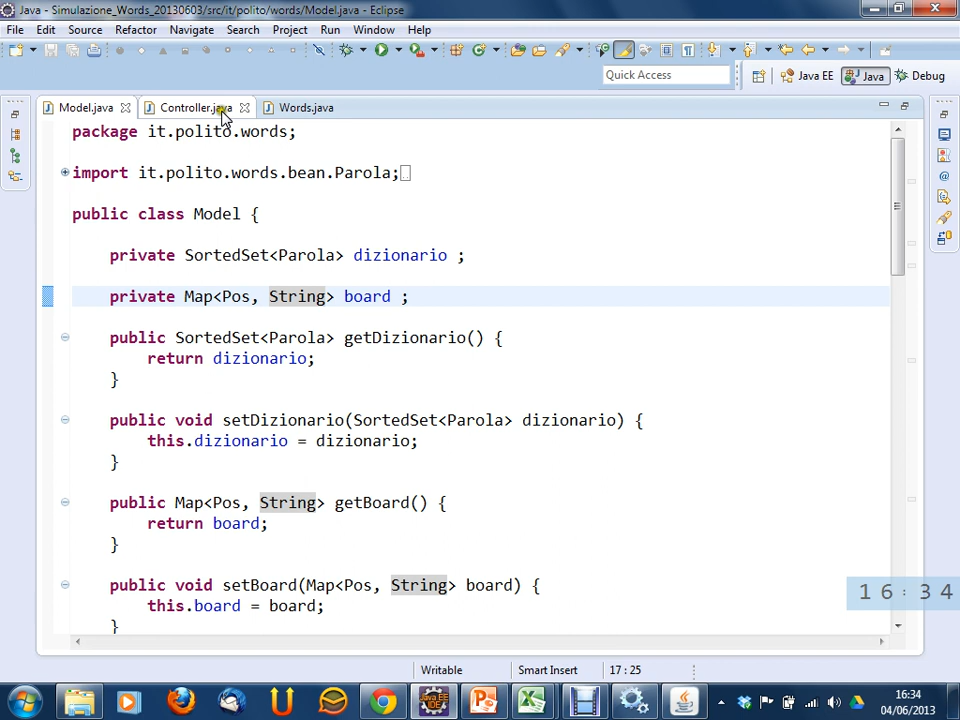 Java - Simulazione_Words_20130603/src/it/polito/words/Model.java - Eclipse
File Edit Source Refactor Navigate Search Project Run Window Help
Quick Access
Java EE Java Debug
Model.java Controller.java Words.java
package it.polito.words;
import it.polito.words.bean.Parola;
public class Model {
private SortedSet<Parola> dizionario ;
private Map<Pos, String> board ;
public SortedSet<Parola> getDizionario() {
return dizionario;
}
public void setDizionario(SortedSet<Parola> dizionario) {
this.dizionario = dizionario;
}
public Map<Pos, String> getBoard() {
return board;
}
public void setBoard(Map<Pos, String> board) {
this.board = board;
}
16:34
Writable Smart Insert 17 : 25
Java EE IDE
16:34
04/06/2013